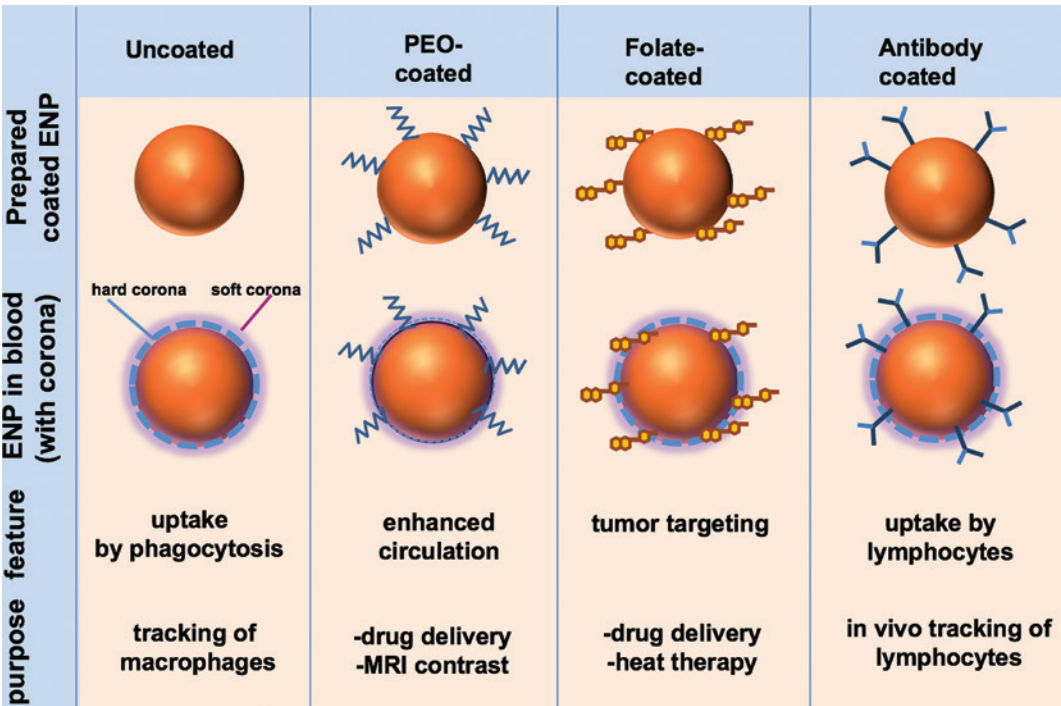 Uncoated
PEO-
coated
Folate-
coated
Antibody
coated
Prepared
coated ENP
hard corona
soft corona
ENP in blood
(with corona)
feature
uptake
by phagocytosis
enhanced
circulation
tumor targeting
uptake by
lymphocytes
purpose
tracking of
macrophages
-drug delivery
-MRI contrast
-drug delivery
-heat therapy
in vivo tracking of
lymphocytes